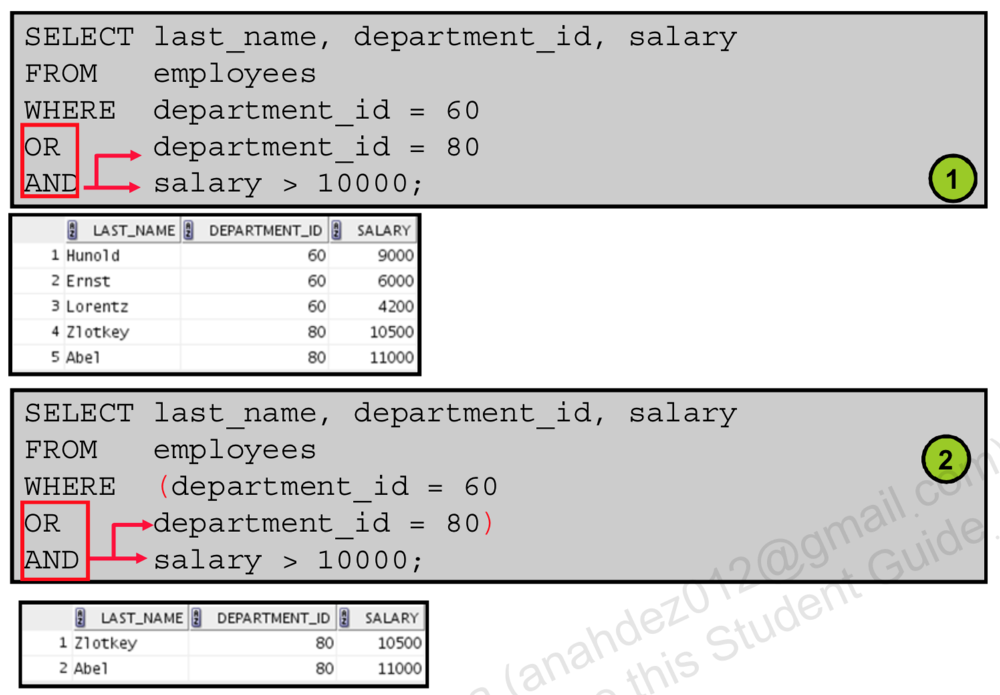 SELECT last_name, department_id, salary
FROM employees
WHERE department_id = 60
OR department_id = 80
AND salary > 10000;
1
LAST_NAME DEPARTMENT_ID SALARY
1 Hunold 60 9000
2 Ernst 60 6000
3 Lorentz 60 4200
4 Zlotkey 80 10500
5 Abel 80 11000
SELECT last_name, department_id, salary
FROM employees
2
WHERE (department_id = 60
OR department_id = 80)
AND salary > 10000;
LAST_NAME DEPARTMENT_ID SALARY
1 Zlotkey 80 10500
2 Abel 80 11000
(anahdez012@gmail.com)
this Student Guide.